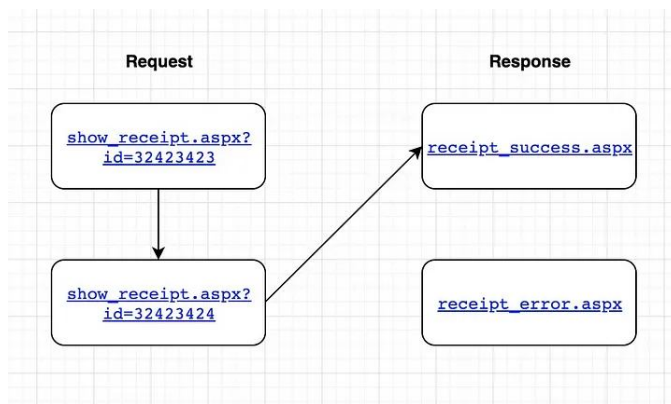 Request
Response
show_receipt.aspx?
id=32423423
receipt_success.aspx
show_receipt.aspx?
id=32423424
receipt_error.aspx